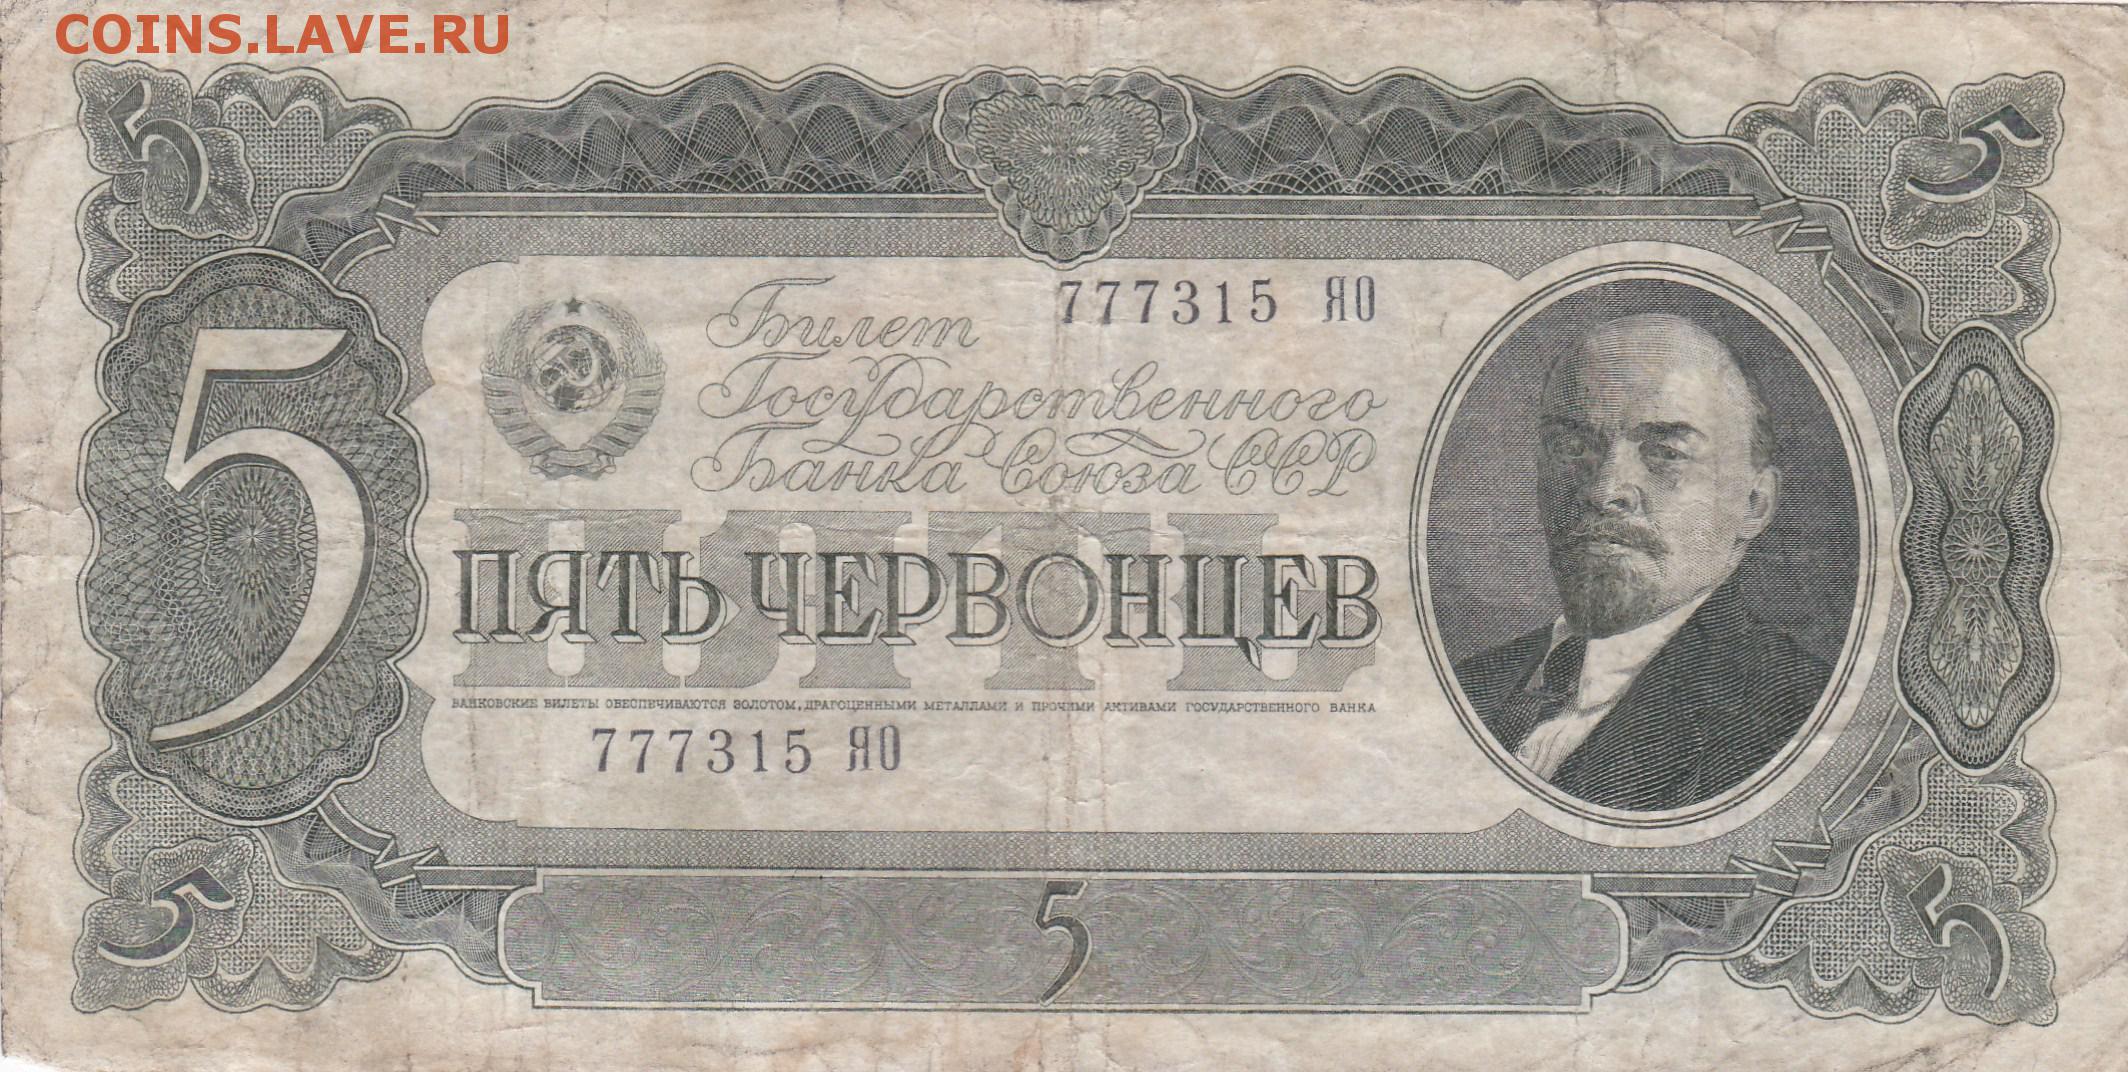 COINS.LAVE.RU
5
5
777315 ЯО
Билет
Государственного
Банка Союза ССР
5
ПЯТЬ ЧЕРВОНЦЕВ
БАНКОВСКИЕ БИЛЕТЫ ОБЕСПЕЧИВАЮТСЯ ЗОЛОТОМ, ДРАГОЦЕННЫМИ МЕТАЛЛАМИ И ПРОЧИМИ АКТИВАМИ ГОСУДАРСТВЕННОГО БАНКА
777315 ЯО
5
5
5